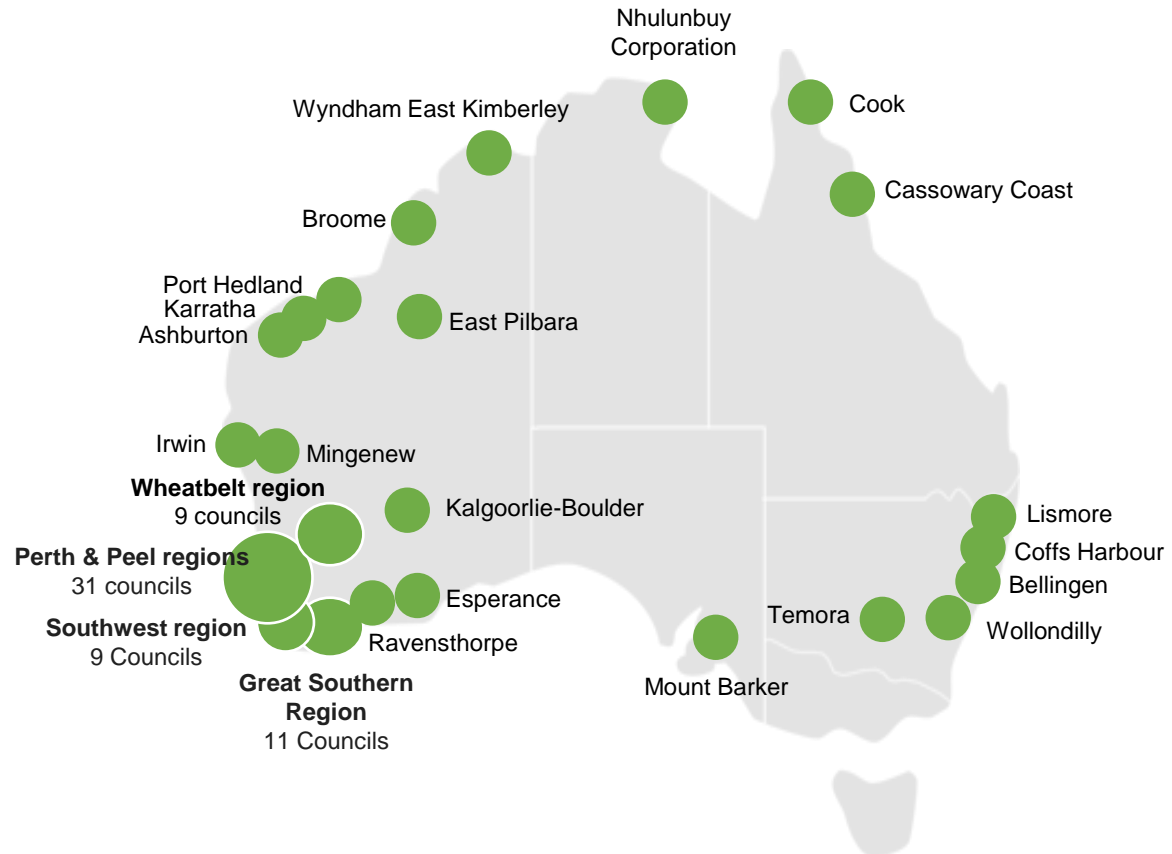 Nhulunbuy
Corporation
Cook
Wyndham East Kimberley
Cassowary Coast
Broome
Port Hedland
Karratha
Ashburton
East Pilbara
Irwin
Mingenew
Wheatbelt region
9 councils
Kalgoorlie-Boulder
Lismore
Coffs Harbour
Perth & Peel regions
31 councils
Bellingen
Esperance
Temora
Southwest region
9 Councils
Ravensthorpe
Wollondilly
Great Southern
Region
11 Councils
Mount Barker